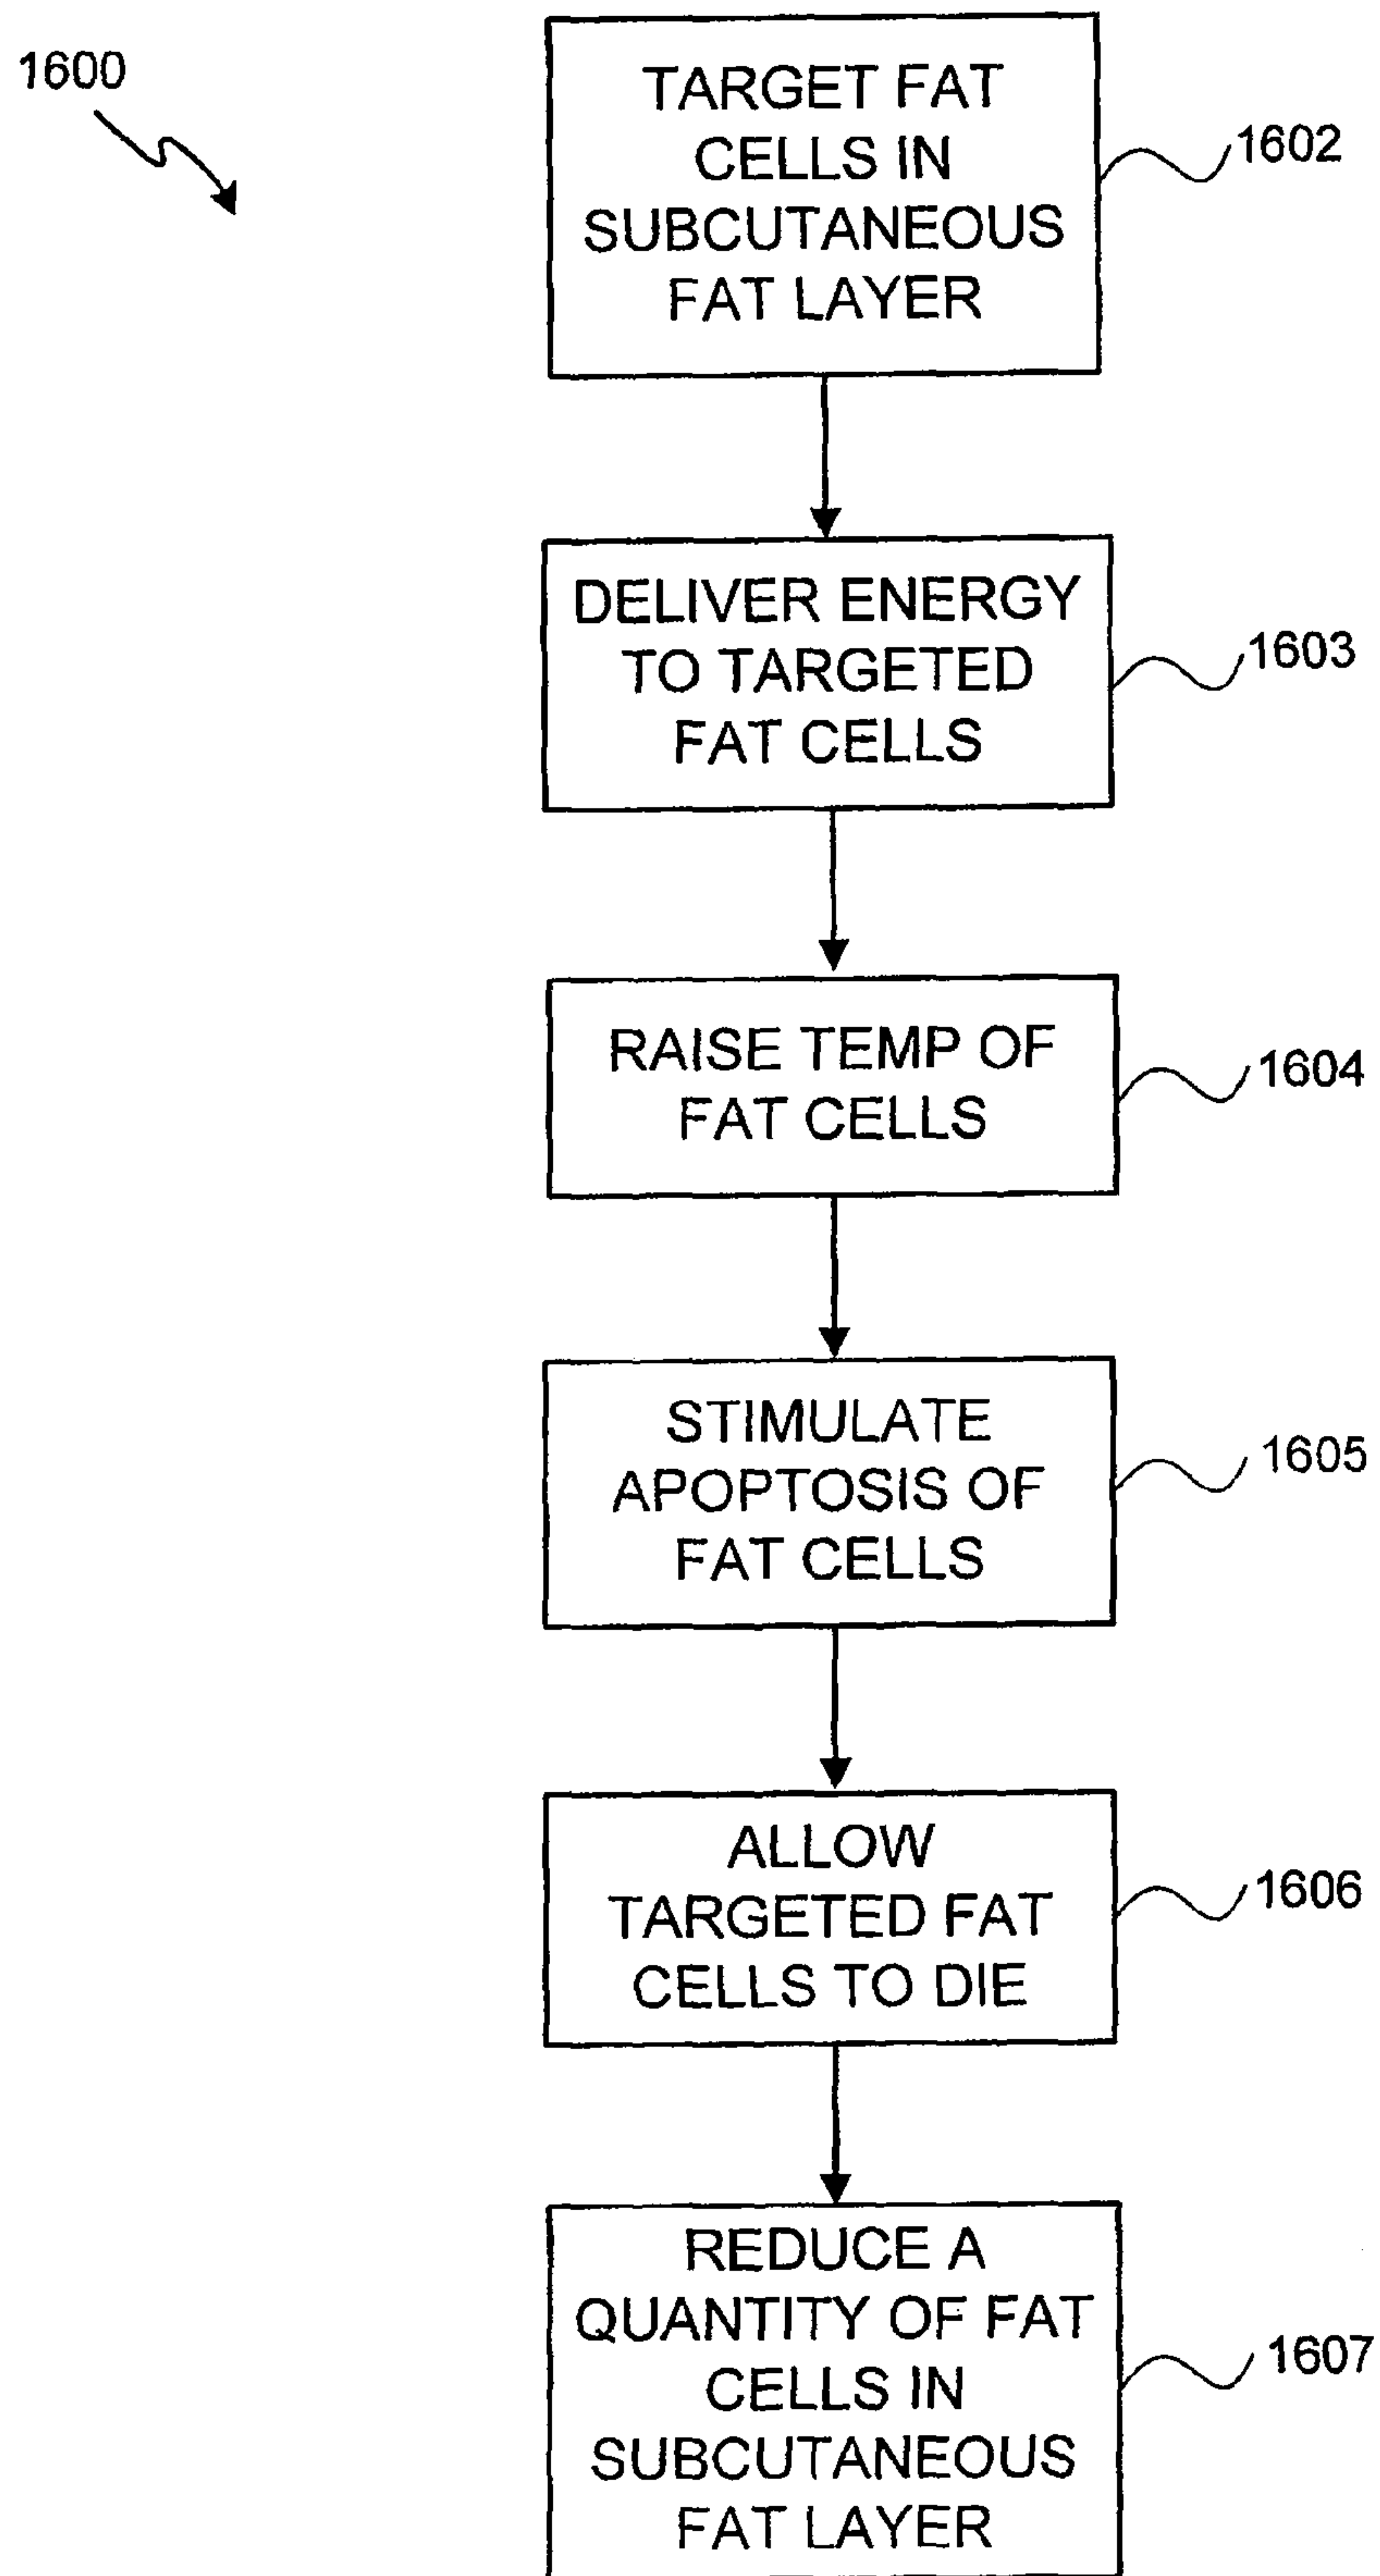 1600
TARGET FAT
CELLS IN
SUBCUTANEOUS
FAT LAYER
1602
DELIVER ENERGY
TO TARGETED
FAT CELLS
1603
RAISE TEMP OF
FAT CELLS
1604
STIMULATE
APOPTOSIS OF
FAT CELLS
1605
ALLOW
TARGETED FAT
CELLS TO DIE
1606
REDUCE A
QUANTITY OF FAT
CELLS IN
SUBCUTANEOUS
FAT LAYER
1607